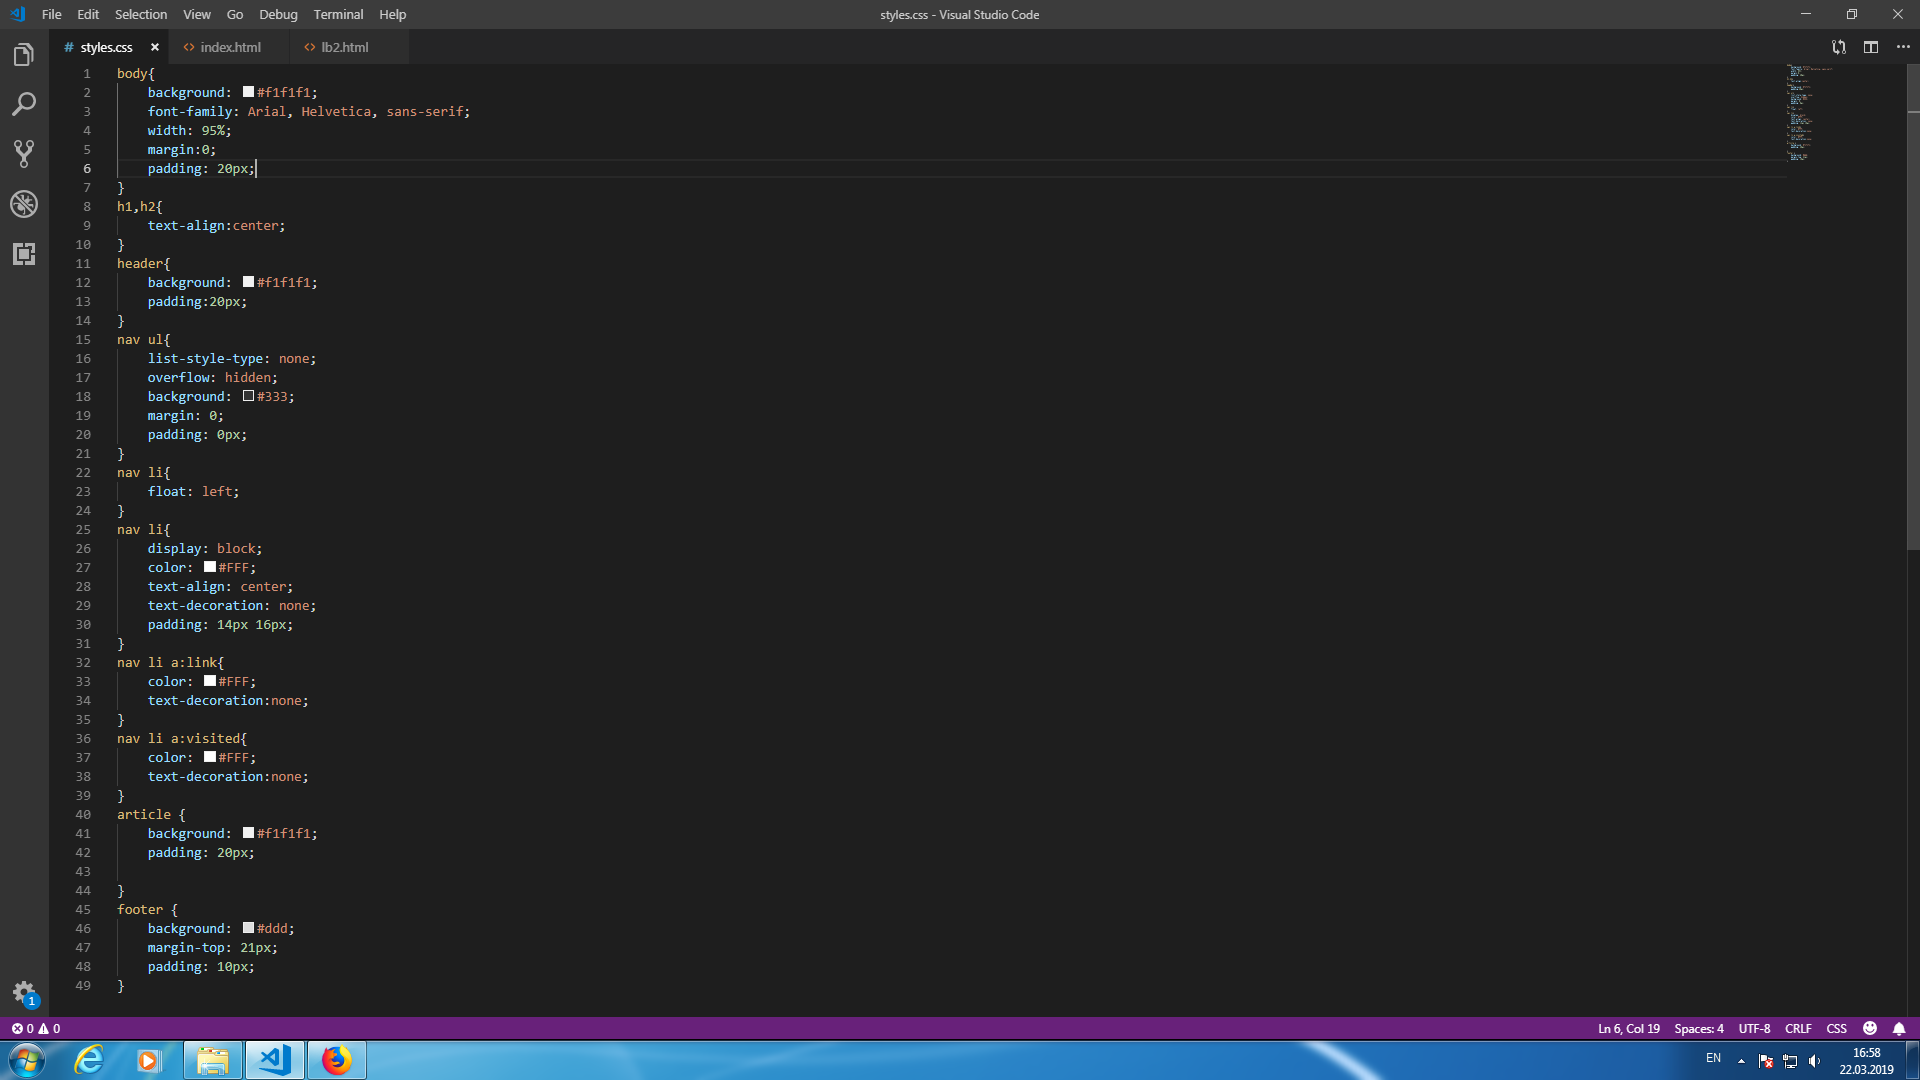 File Edit Selection View Go Debug Terminal Help
styles.css - Visual Studio Code
# styles.css × <> index.html <> lb2.html
1 body{
2 background: #f1f1f1;
3 font-family: Arial, Helvetica, sans-serif;
4 width: 95%;
5 margin:0;
6 padding: 20px;
7 }
8 h1,h2{
9 text-align:center;
10 }
11 header{
12 background: #f1f1f1;
13 padding:20px;
14 }
15 nav ul{
16 list-style-type: none;
17 overflow: hidden;
18 background: #333;
19 margin: 0;
20 padding: 0px;
21 }
22 nav li{
23 float: left;
24 }
25 nav li{
26 display: block;
27 color: #FFF;
28 text-align: center;
29 text-decoration: none;
30 padding: 14px 16px;
31 }
32 nav li a:link{
33 color: #FFF;
34 text-decoration:none;
35 }
36 nav li a:visited{
37 color: #FFF;
38 text-decoration:none;
39 }
40 article {
41 background: #f1f1f1;
42 padding: 20px;
43
44 }
45 footer {
46 background: #ddd;
47 margin-top: 21px;
48 padding: 10px;
49 }
1
0 0
Ln 6, Col 19 Spaces: 4 UTF-8 CRLF CSS
EN
16:58
22.03.2019